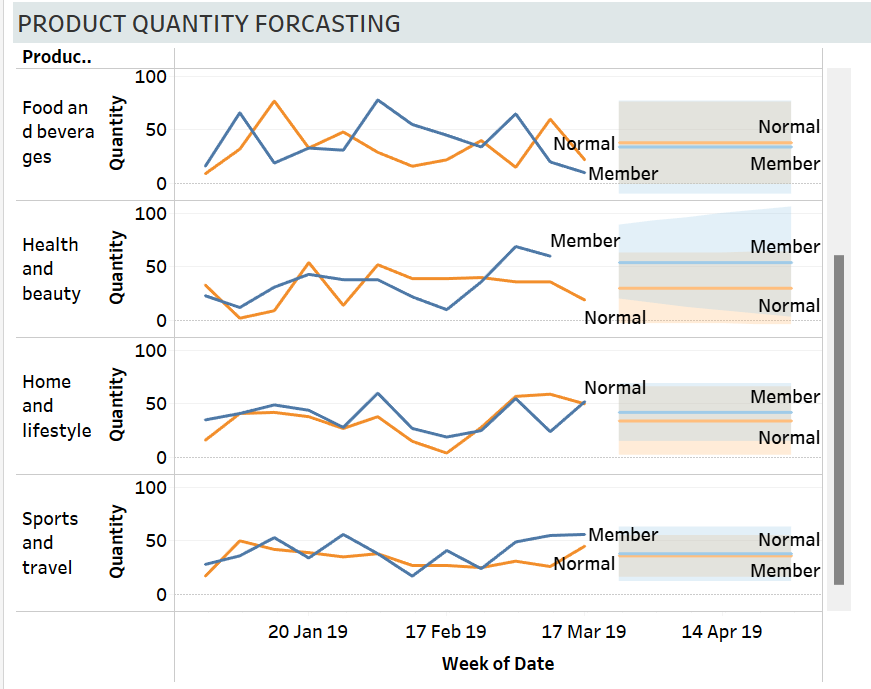 PRODUCT QUANTITY FORCASTING
Produc..
Food an
d bevera
ges
Quantity
100
50
0
Normal
Member
Normal
Member
Health
and
beauty
Quantity
100
50
0
Member
Normal
Member
Normal
Home
and
lifestyle
Quantity
100
50
0
Normal
Member
Normal
Sports
and
travel
Quantity
100
50
0
Member
Normal
Normal
Member
20 Jan 19
17 Feb 19
17 Mar 19
14 Apr 19
Week of Date